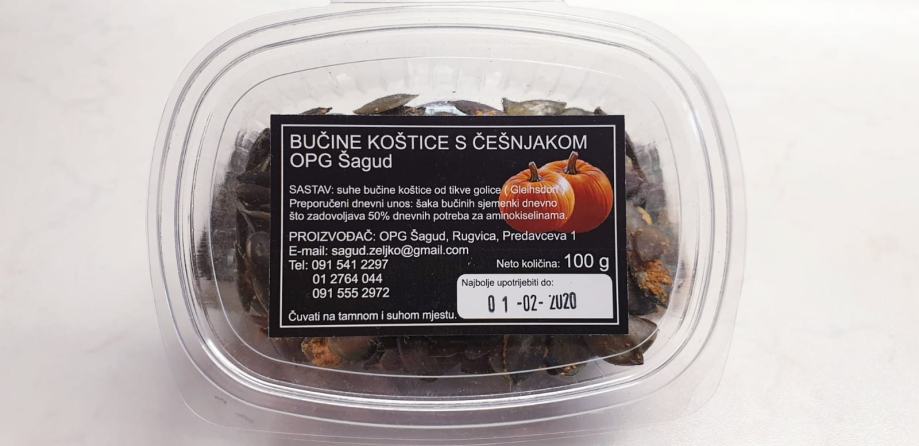 BUČINE KOŠTICE S ČEŠNJAKOM
OPG Šagud
SASTAV: suhe bučine koštice od tikve golice ( Gleihsdorf )
Preporučeni dnevni unos: šaka bučinih sjemenki dnevno
što zadovoljava 50% dnevnih potreba za aminokiselinama.
PROIZVOĐAČ: OPG Šagud, Rugvica, Predavceva 1
E-mail: sagud.zeljko@gmail.com
Tel: 091 541 2297
01 2764 044
091 555 2972
Neto količina: 100 g
Najbolje upotrijebiti do:
01-02-2020
Čuvati na tamnom i suhom mjestu.